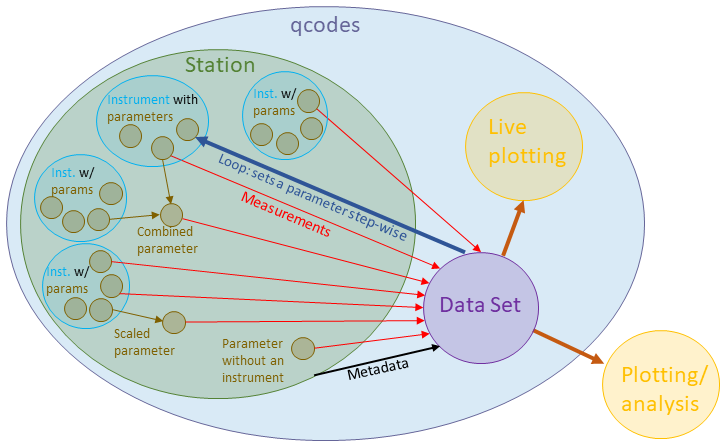 qcodes
Station
Instrument with
parameters
Inst. w/
params
Inst. w/
params
Combined
parameter
Inst. w/
params
Scaled
parameter
Parameter
without an
instrument
Loop: sets a parameter step-wise
Measurements
Metadata
Data Set
Live
plotting
Plotting/
analysis